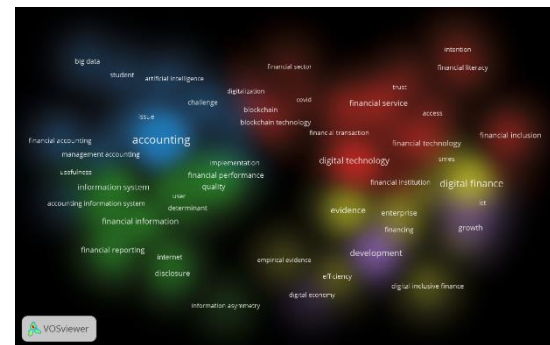 intention
big data
financial sector
financial literacy
student
artificial intelligence
trust
digitalization
covid
challenge
financial service
blockchain
access
issue
blockchain technology
financial transaction
financial inclusion
financial accounting
accounting
financial technology
management accounting
digital technology
smes
implementation
usefulness
financial performance
information system
quality
financial institution
digital finance
user
ict
accounting information system
determinant
evidence
enterprise
financial information
financing
growth
financial reporting
internet
development
empirical evidence
disclosure
efficiency
digital inclusive finance
digital economy
information asymmetry
VOSviewer